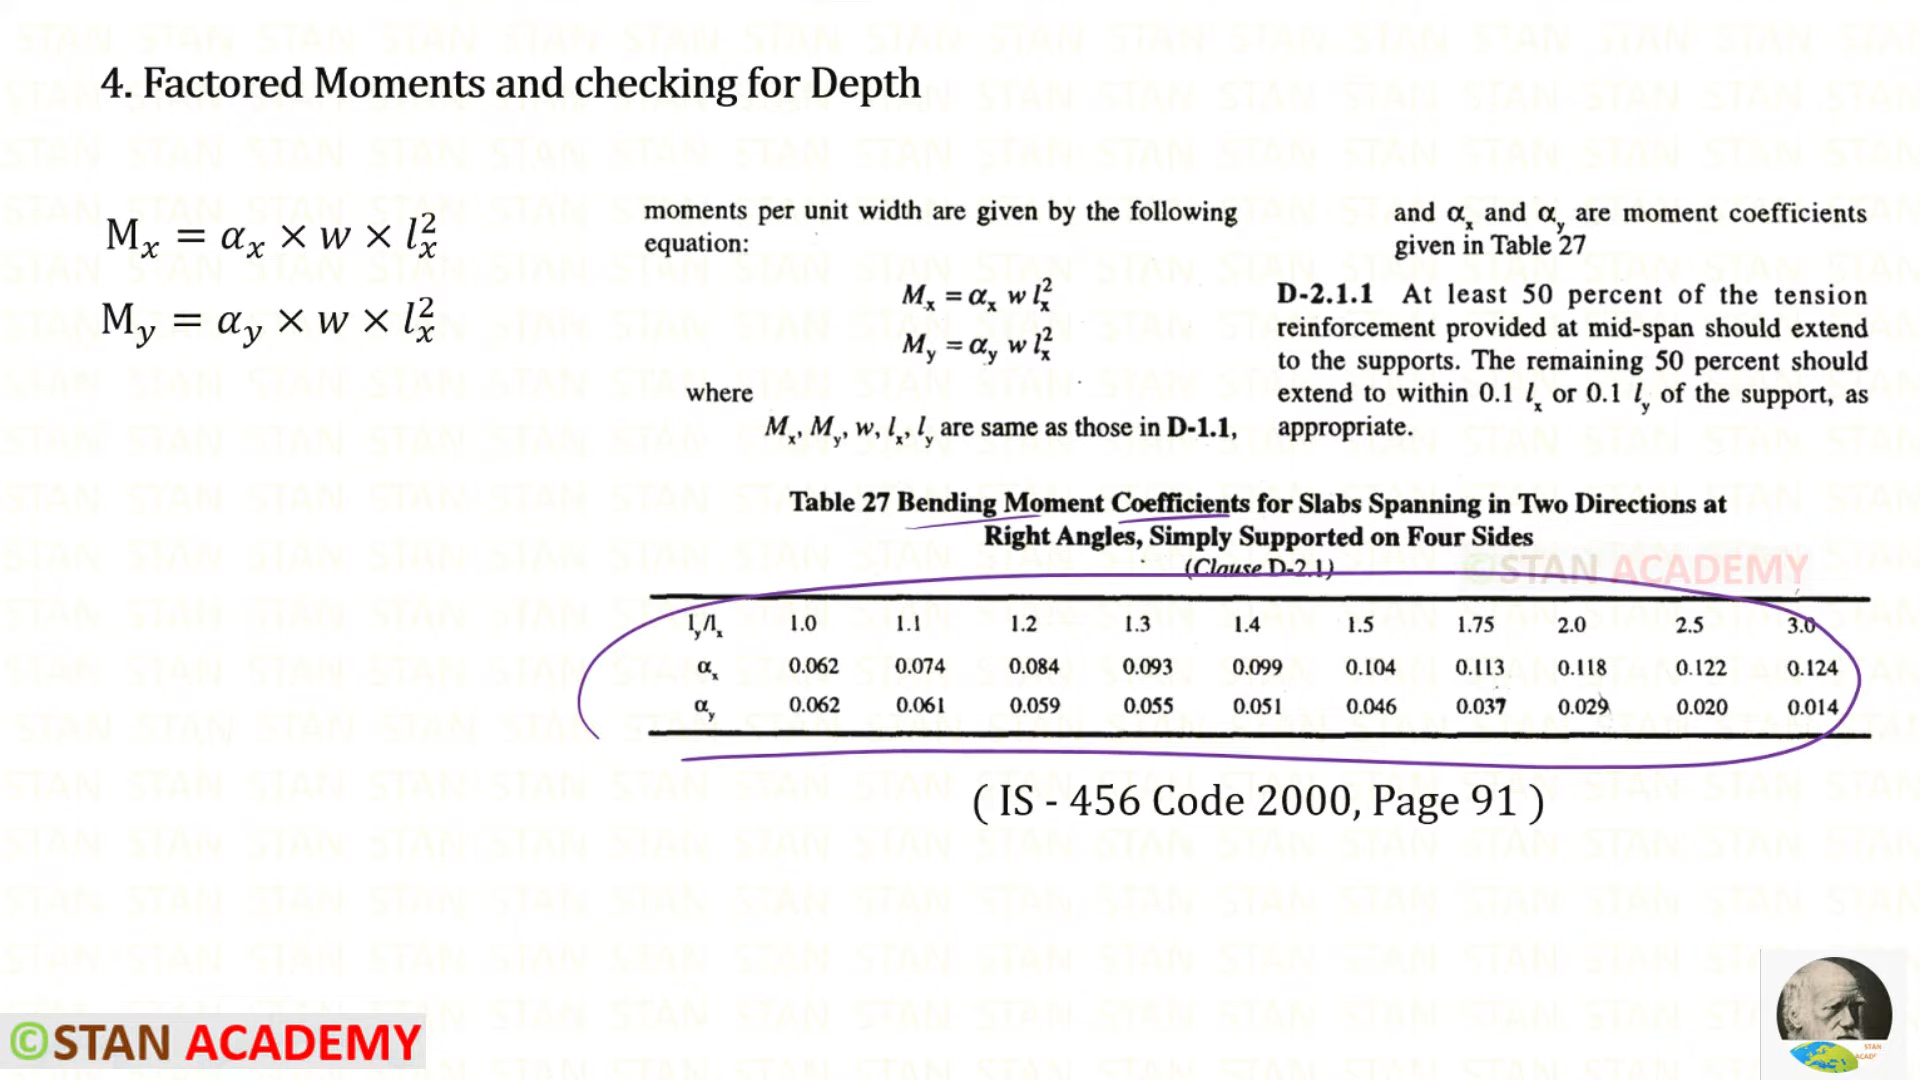 4. Factored Moments and checking for Depth
Mx = αx × w × lx²
My = αy × w × lx²
moments per unit width are given by the following
equation:
Mx = αx w lx²
My = αy w lx²
where
Mx, My, w, lx, ly are same as those in D-1.1,
and αx and αy are moment coefficients
given in Table 27
D-2.1.1 At least 50 percent of the tension
reinforcement provided at mid-span should extend
to the supports. The remaining 50 percent should
extend to within 0.1 lx or 0.1 ly of the support, as
appropriate.
Table 27 Bending Moment Coefficients for Slabs Spanning in Two Directions at
Right Angles, Simply Supported on Four Sides
(Clause D-2.1)
©STAN ACADEMY
ly/lx 1.0 1.1 1.2 1.3 1.4 1.5 1.75 2.0 2.5 3.0
αx 0.062 0.074 0.084 0.093 0.099 0.104 0.113 0.118 0.122 0.124
αy 0.062 0.061 0.059 0.055 0.051 0.046 0.037 0.029 0.020 0.014
( IS - 456 Code 2000, Page 91 )
©STAN ACADEMY
STAN